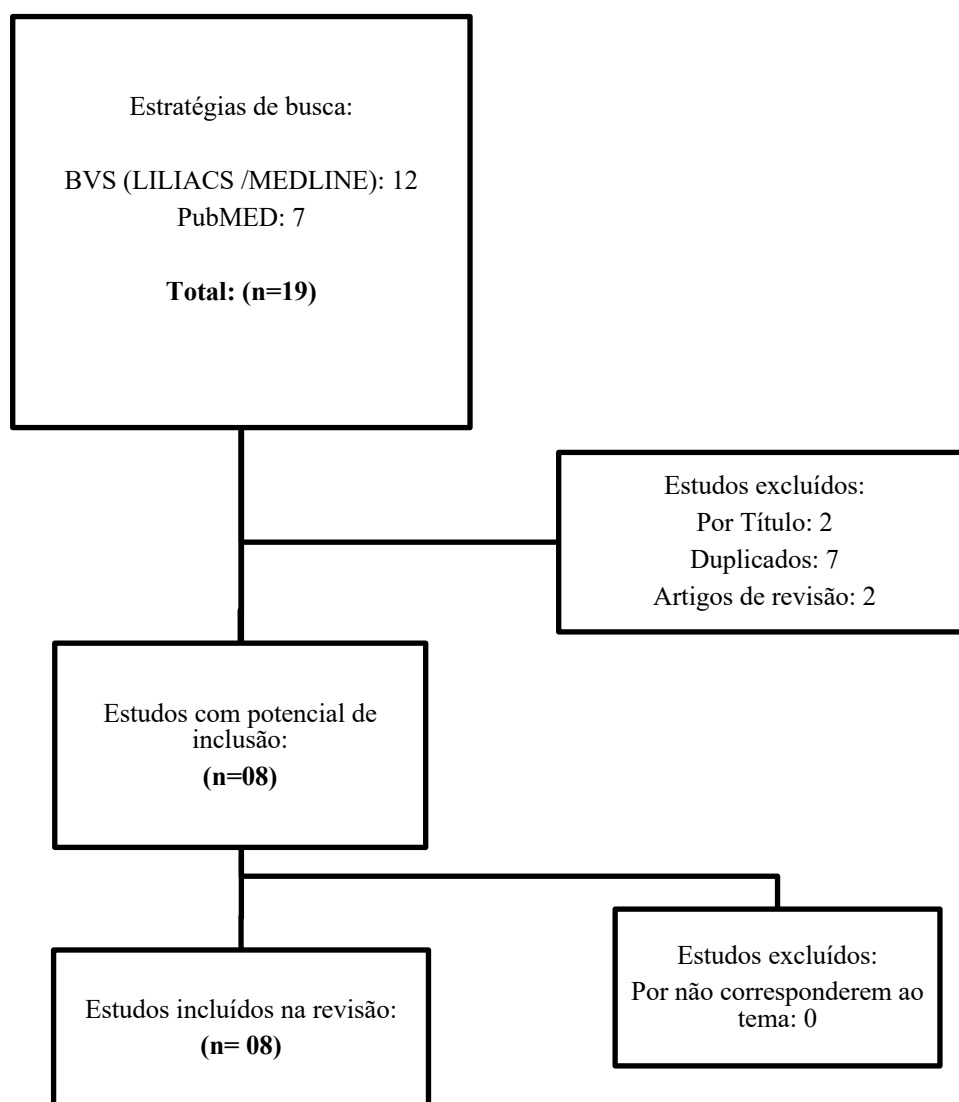 Estratégias de busca:
BVS (LILIACS /MEDLINE): 12
PubMED: 7
Total: (n=19)
Estudos excluídos:
Por Título: 2
Duplicados: 7
Artigos de revisão: 2
Estudos com potencial de
inclusão:
(n=08)
Estudos excluídos:
Por não corresponderem ao
tema: 0
Estudos incluídos na revisão:
(n= 08)